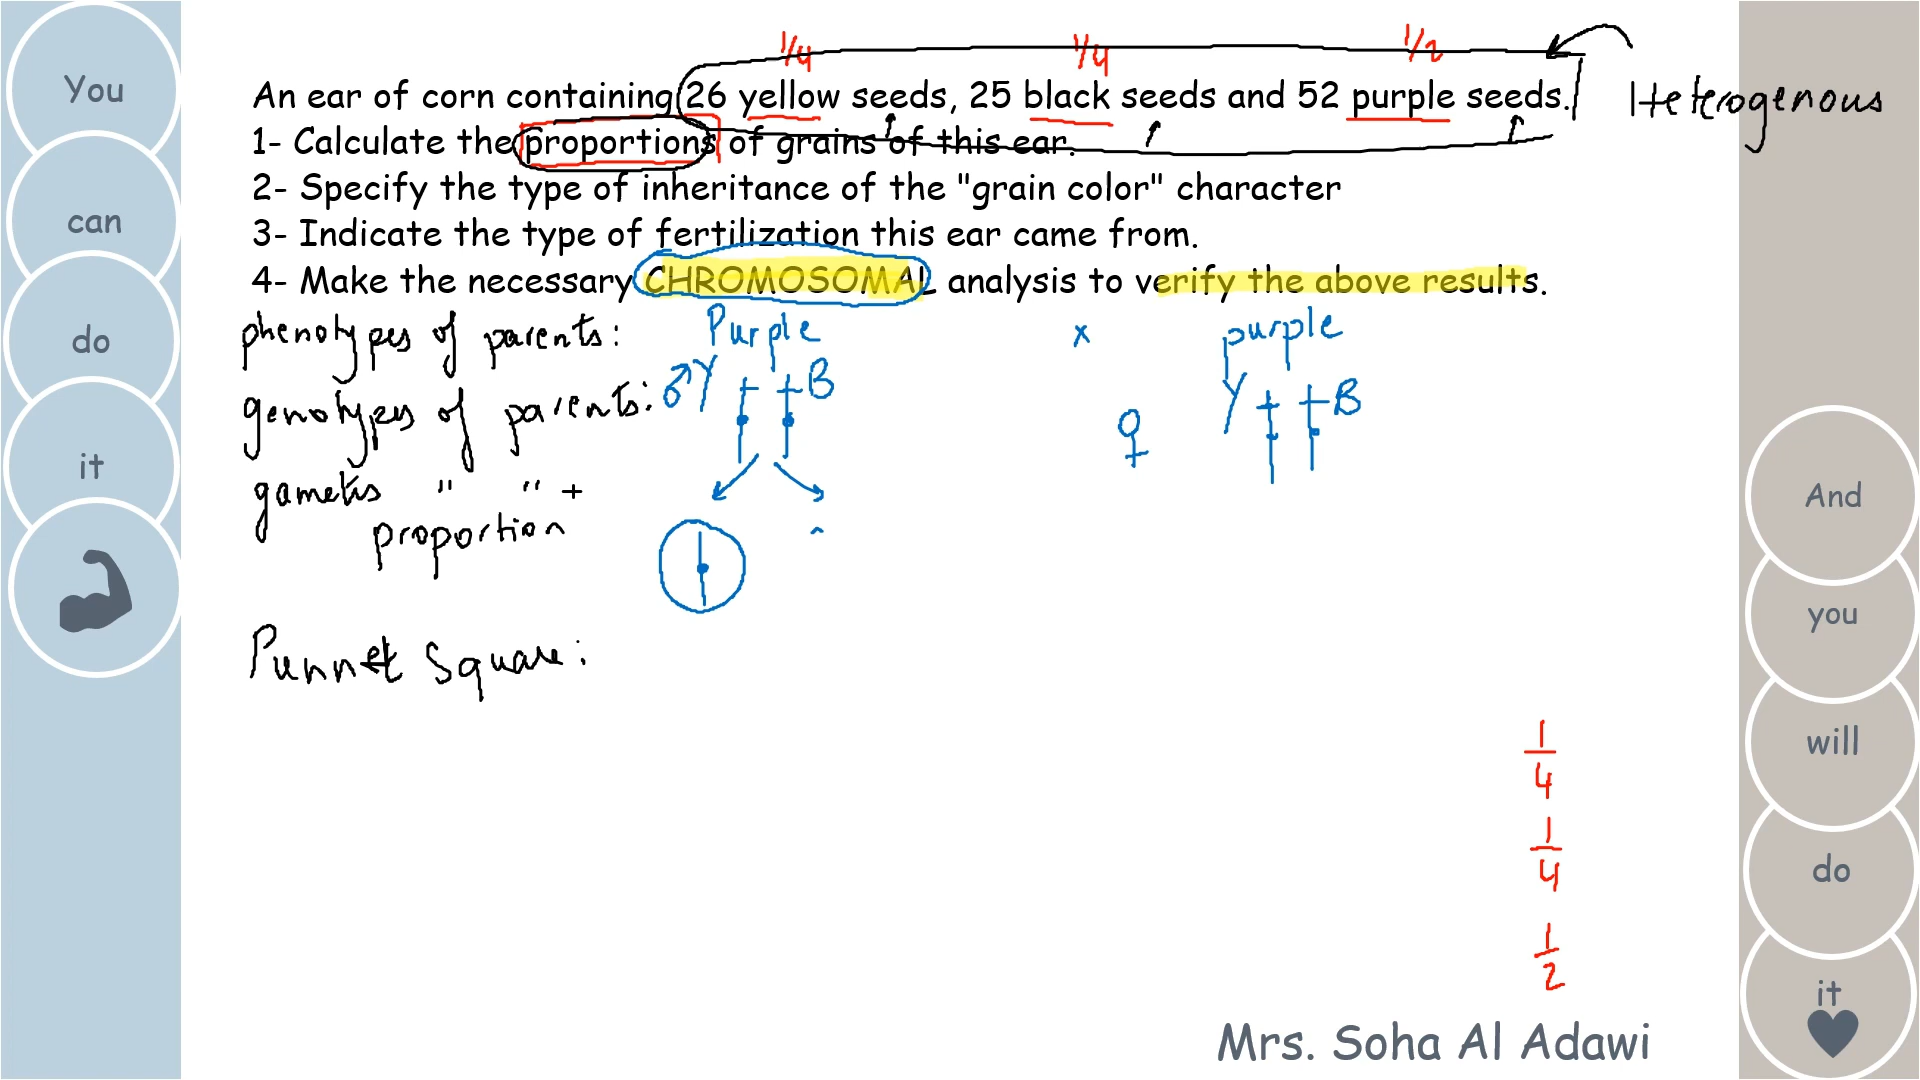 You
can
do
it
1/4 1/4 1/2
An ear of corn containing 26 yellow seeds, 25 black seeds and 52 purple seeds.
Heterogenous
1- Calculate the proportions of grains of this ear.
2- Specify the type of inheritance of the "grain color" character
3- Indicate the type of fertilization this ear came from.
4- Make the necessary CHROMOSOMAL analysis to verify the above results.
phenotypes of parents: Purple x purple
genotypes of parents: ♂ Y B ♀ Y B
gametes " " +
proportion
Punnet Square:
1/4
1/4
1/2
Mrs. Soha Al Adawi
And
you
will
do
it